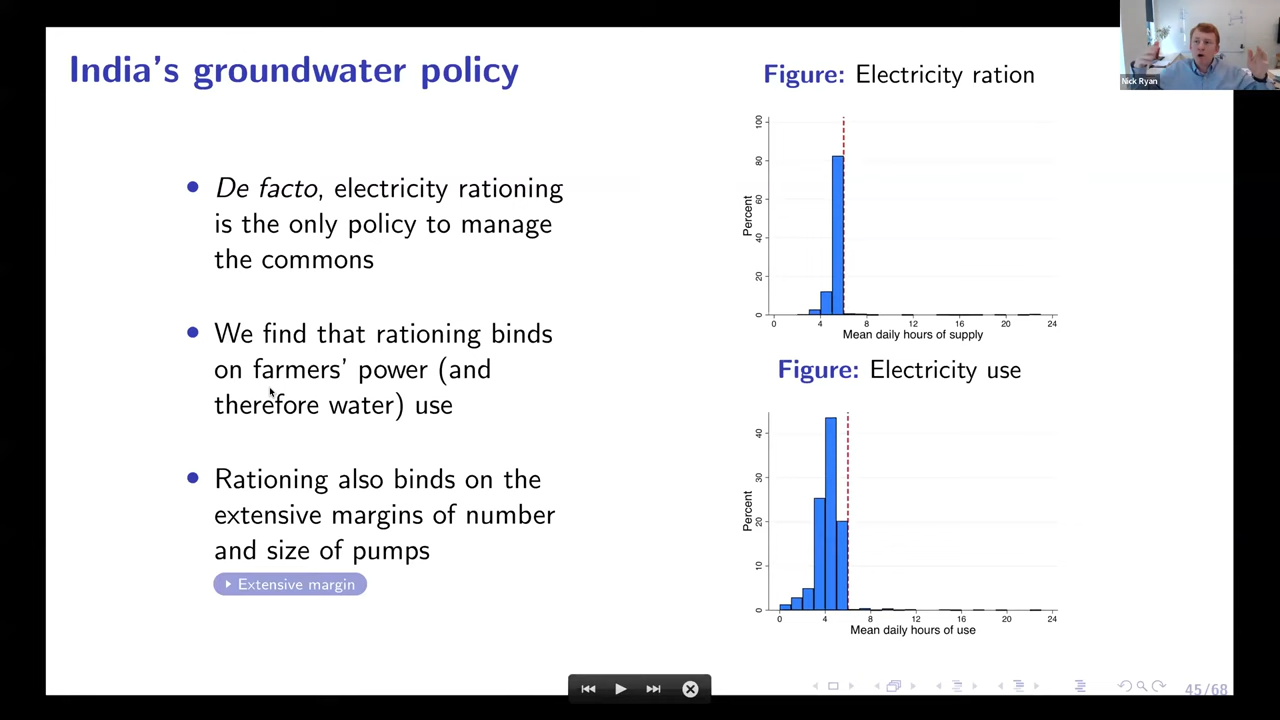 India's groundwater policy
• De facto, electricity rationing
is the only policy to manage
the commons
• We find that rationing binds
on farmers' power (and
therefore water) use
• Rationing also binds on the
extensive margins of number
and size of pumps
Extensive margin
Figure: Electricity ration
Percent
100
80
60
40
20
0
0 4 8 12 16 20 24
Mean daily hours of supply
Figure: Electricity use
Percent
40
30
20
10
0
0 4 8 12 16 20 24
Mean daily hours of use
Nick Ryan
45/68